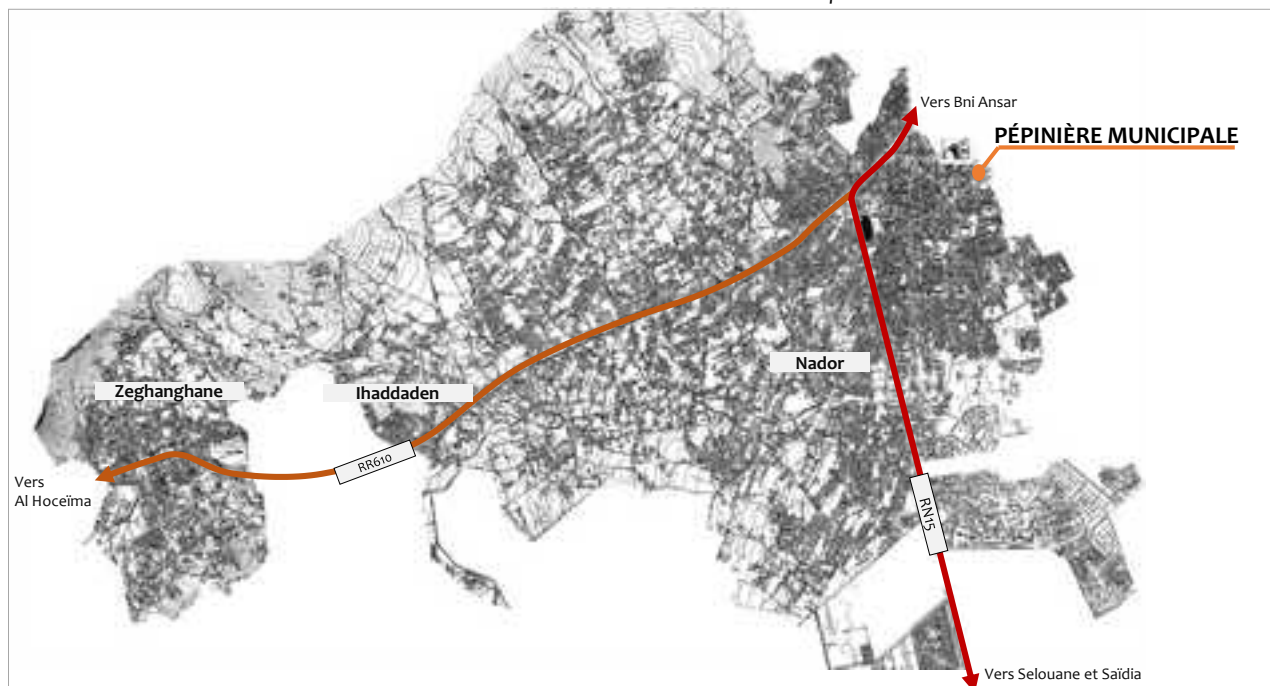 Vers Bni Ansar
PÉPINIÈRE MUNICIPALE
Nador
Zeghanghane
Ihaddaden
RR610
Vers
Al Hoceïma
RN15
Vers Selouane et Saïdia